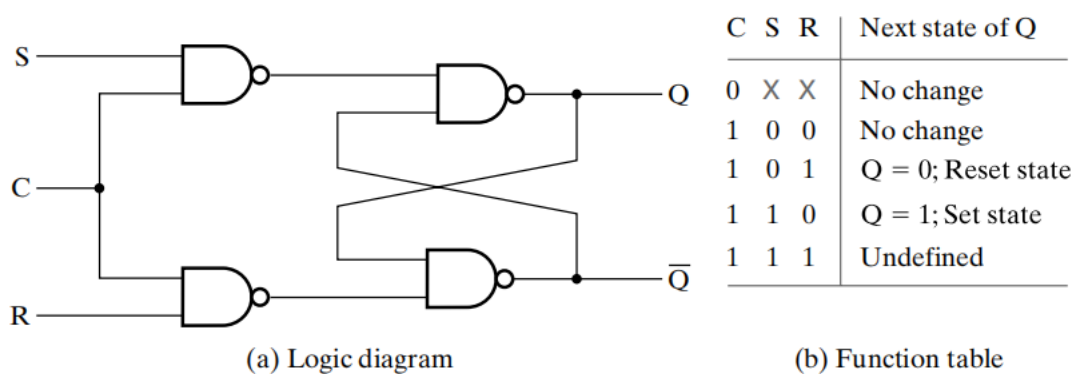 S
C
R
Q
Q̅
(a) Logic diagram
C S R Next state of Q
0 X X No change
1 0 0 No change
1 0 1 Q = 0; Reset state
1 1 0 Q = 1; Set state
1 1 1 Undefined
(b) Function table